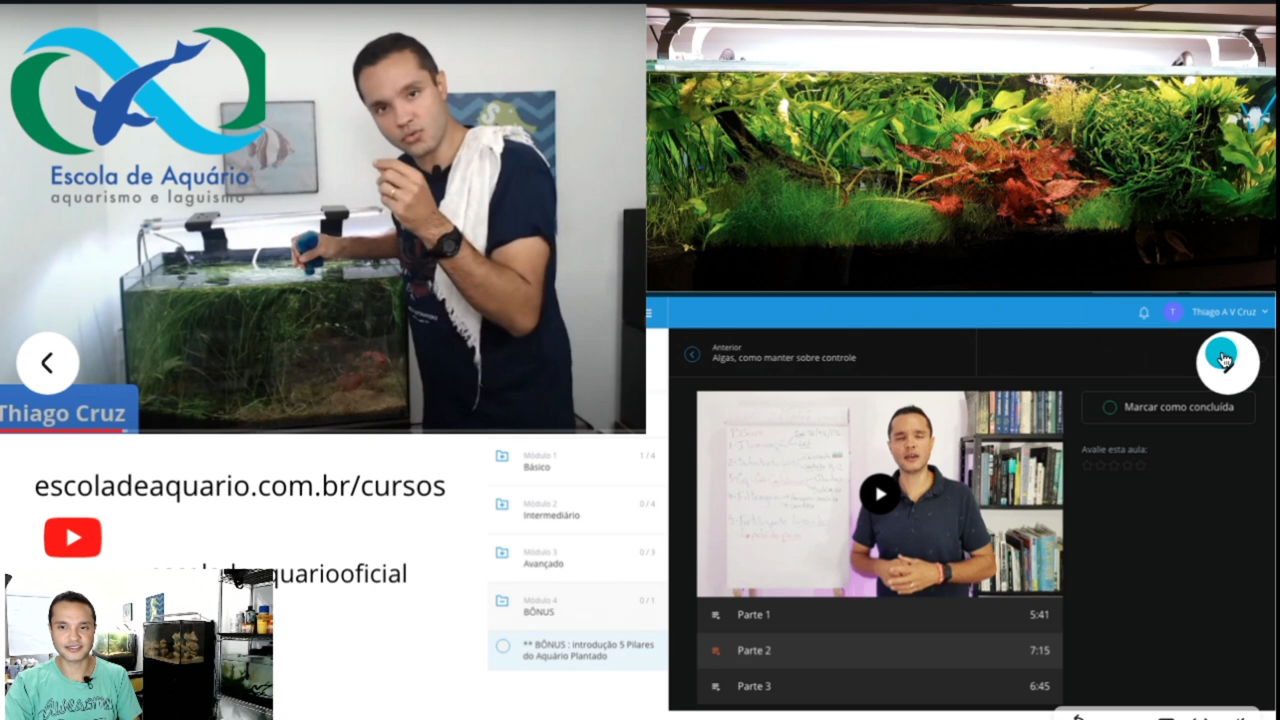 Escola de Aquário
aquarismo e laguismo
Thiago Cruz
escoladeaquario.com.br/cursos
quariooficial
Thiago A V Cruz
Anterior
Algas, como manter sobre controle
Marcar como concluída
Avalie esta aula:
Módulo 1
1 / 4
Básico
Módulo 2
0 / 4
Intermediário
Módulo 3
0 / 3
Avançado
Módulo 4
0 / 1
BÔNUS
** BÔNUS : introdução 5 Pilares
do Aquário Plantado
Parte 1
5:41
Parte 2
7:15
Parte 3
6:45